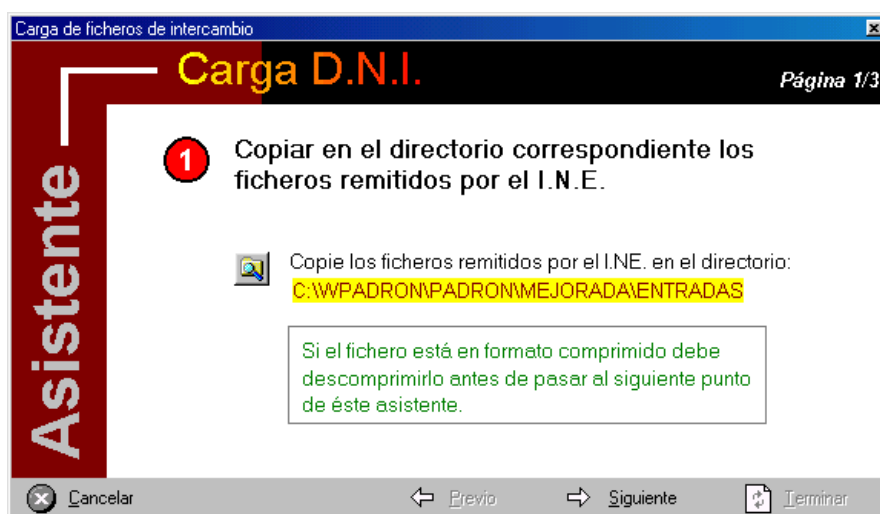 Carga de ficheros de intercambio
Carga D.N.I.
Página 1/3
Asistente
1
Copiar en el directorio correspondiente los
ficheros remitidos por el I.N.E.
Copie los ficheros remitidos por el I.NE. en el directorio:
C:\WPADRON\PADRON\MEJORADA\ENTRADAS
Si el fichero está en formato comprimido debe
descomprimirlo antes de pasar al siguiente punto
de éste asistente.
Cancelar
Previo
Siguiente
Terminar